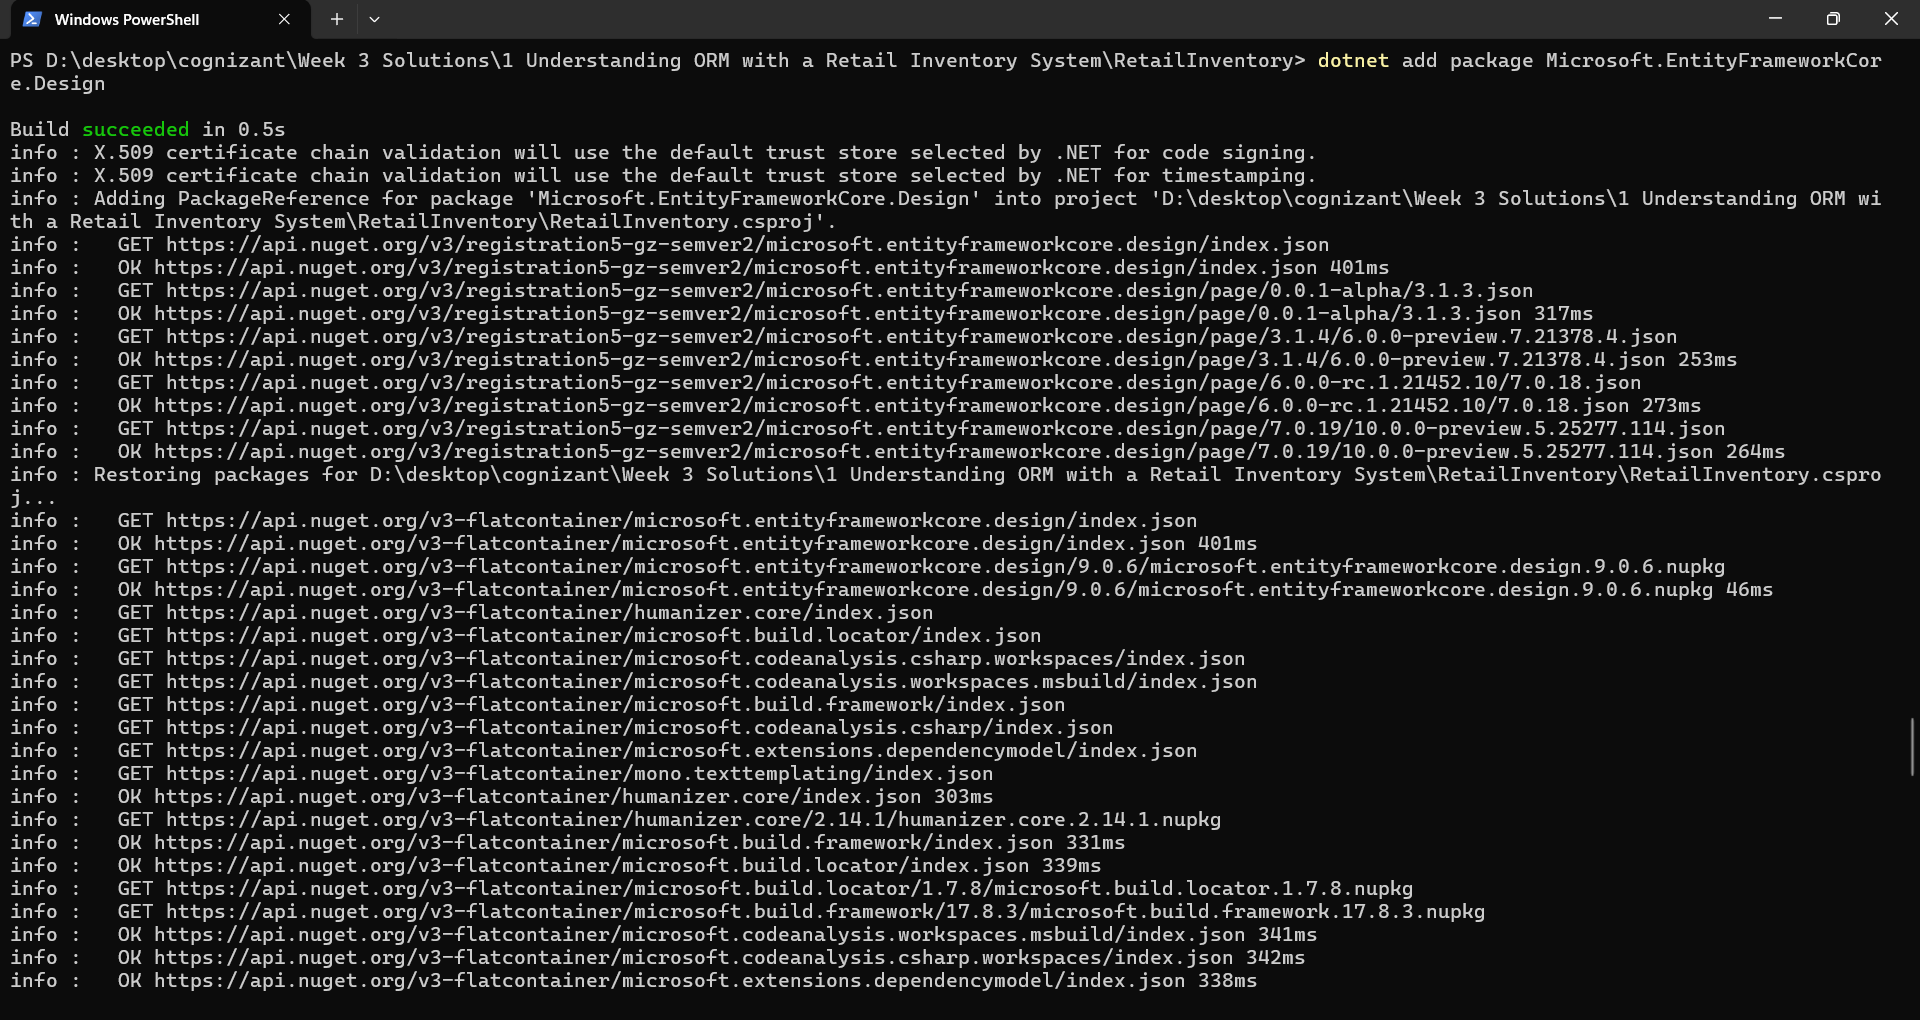 Windows PowerShell
PS D:\desktop\cognizant\Week 3 Solutions\1 Understanding ORM with a Retail Inventory System\RetailInventory> dotnet add package Microsoft.EntityFrameworkCor
e.Design
Build succeeded in 0.5s
info : X.509 certificate chain validation will use the default trust store selected by .NET for code signing.
info : X.509 certificate chain validation will use the default trust store selected by .NET for timestamping.
info : Adding PackageReference for package 'Microsoft.EntityFrameworkCore.Design' into project 'D:\desktop\cognizant\Week 3 Solutions\1 Understanding ORM wi
th a Retail Inventory System\RetailInventory\RetailInventory.csproj'.
info :   GET https://api.nuget.org/v3/registration5-gz-semver2/microsoft.entityframeworkcore.design/index.json
info :   OK https://api.nuget.org/v3/registration5-gz-semver2/microsoft.entityframeworkcore.design/index.json 401ms
info :   GET https://api.nuget.org/v3/registration5-gz-semver2/microsoft.entityframeworkcore.design/page/0.0.1-alpha/3.1.3.json
info :   OK https://api.nuget.org/v3/registration5-gz-semver2/microsoft.entityframeworkcore.design/page/0.0.1-alpha/3.1.3.json 317ms
info :   GET https://api.nuget.org/v3/registration5-gz-semver2/microsoft.entityframeworkcore.design/page/3.1.4/6.0.0-preview.7.21378.4.json
info :   OK https://api.nuget.org/v3/registration5-gz-semver2/microsoft.entityframeworkcore.design/page/3.1.4/6.0.0-preview.7.21378.4.json 253ms
info :   GET https://api.nuget.org/v3/registration5-gz-semver2/microsoft.entityframeworkcore.design/page/6.0.0-rc.1.21452.10/7.0.18.json
info :   OK https://api.nuget.org/v3/registration5-gz-semver2/microsoft.entityframeworkcore.design/page/6.0.0-rc.1.21452.10/7.0.18.json 273ms
info :   GET https://api.nuget.org/v3/registration5-gz-semver2/microsoft.entityframeworkcore.design/page/7.0.19/10.0.0-preview.5.25277.114.json
info :   OK https://api.nuget.org/v3/registration5-gz-semver2/microsoft.entityframeworkcore.design/page/7.0.19/10.0.0-preview.5.25277.114.json 264ms
info : Restoring packages for D:\desktop\cognizant\Week 3 Solutions\1 Understanding ORM with a Retail Inventory System\RetailInventory\RetailInventory.cspro
j...
info :   GET https://api.nuget.org/v3-flatcontainer/microsoft.entityframeworkcore.design/index.json
info :   OK https://api.nuget.org/v3-flatcontainer/microsoft.entityframeworkcore.design/index.json 401ms
info :   GET https://api.nuget.org/v3-flatcontainer/microsoft.entityframeworkcore.design/9.0.6/microsoft.entityframeworkcore.design.9.0.6.nupkg
info :   OK https://api.nuget.org/v3-flatcontainer/microsoft.entityframeworkcore.design/9.0.6/microsoft.entityframeworkcore.design.9.0.6.nupkg 46ms
info :   GET https://api.nuget.org/v3-flatcontainer/humanizer.core/index.json
info :   GET https://api.nuget.org/v3-flatcontainer/microsoft.build.locator/index.json
info :   GET https://api.nuget.org/v3-flatcontainer/microsoft.codeanalysis.csharp.workspaces/index.json
info :   GET https://api.nuget.org/v3-flatcontainer/microsoft.codeanalysis.workspaces.msbuild/index.json
info :   GET https://api.nuget.org/v3-flatcontainer/microsoft.build.framework/index.json
info :   GET https://api.nuget.org/v3-flatcontainer/microsoft.codeanalysis.csharp/index.json
info :   GET https://api.nuget.org/v3-flatcontainer/microsoft.extensions.dependencymodel/index.json
info :   GET https://api.nuget.org/v3-flatcontainer/mono.texttemplating/index.json
info :   OK https://api.nuget.org/v3-flatcontainer/humanizer.core/index.json 303ms
info :   GET https://api.nuget.org/v3-flatcontainer/humanizer.core/2.14.1/humanizer.core.2.14.1.nupkg
info :   OK https://api.nuget.org/v3-flatcontainer/microsoft.build.framework/index.json 331ms
info :   OK https://api.nuget.org/v3-flatcontainer/microsoft.build.locator/index.json 339ms
info :   GET https://api.nuget.org/v3-flatcontainer/microsoft.build.locator/1.7.8/microsoft.build.locator.1.7.8.nupkg
info :   GET https://api.nuget.org/v3-flatcontainer/microsoft.build.framework/17.8.3/microsoft.build.framework.17.8.3.nupkg
info :   OK https://api.nuget.org/v3-flatcontainer/microsoft.codeanalysis.workspaces.msbuild/index.json 341ms
info :   OK https://api.nuget.org/v3-flatcontainer/microsoft.codeanalysis.csharp.workspaces/index.json 342ms
info :   OK https://api.nuget.org/v3-flatcontainer/microsoft.extensions.dependencymodel/index.json 338ms